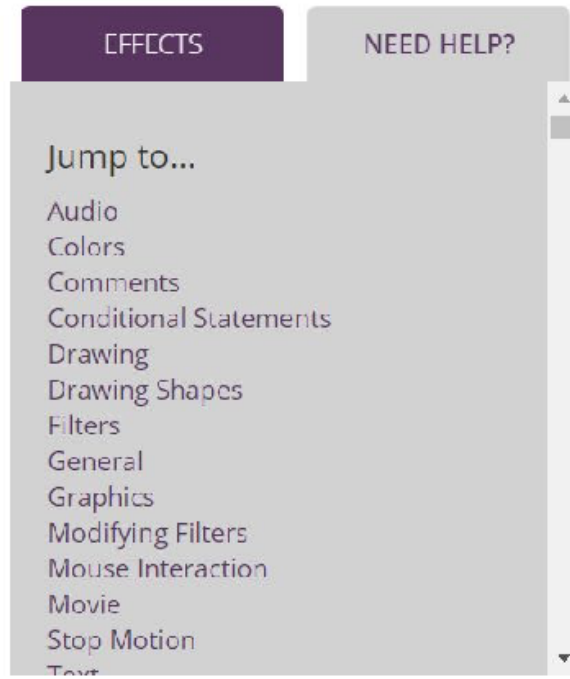 EFFECTS
NEED HELP?
Jump to...
Audio
Colors
Comments
Conditional Statements
Drawing
Drawing Shapes
Filters
General
Graphics
Modifying Filters
Mouse Interaction
Movie
Stop Motion
Text